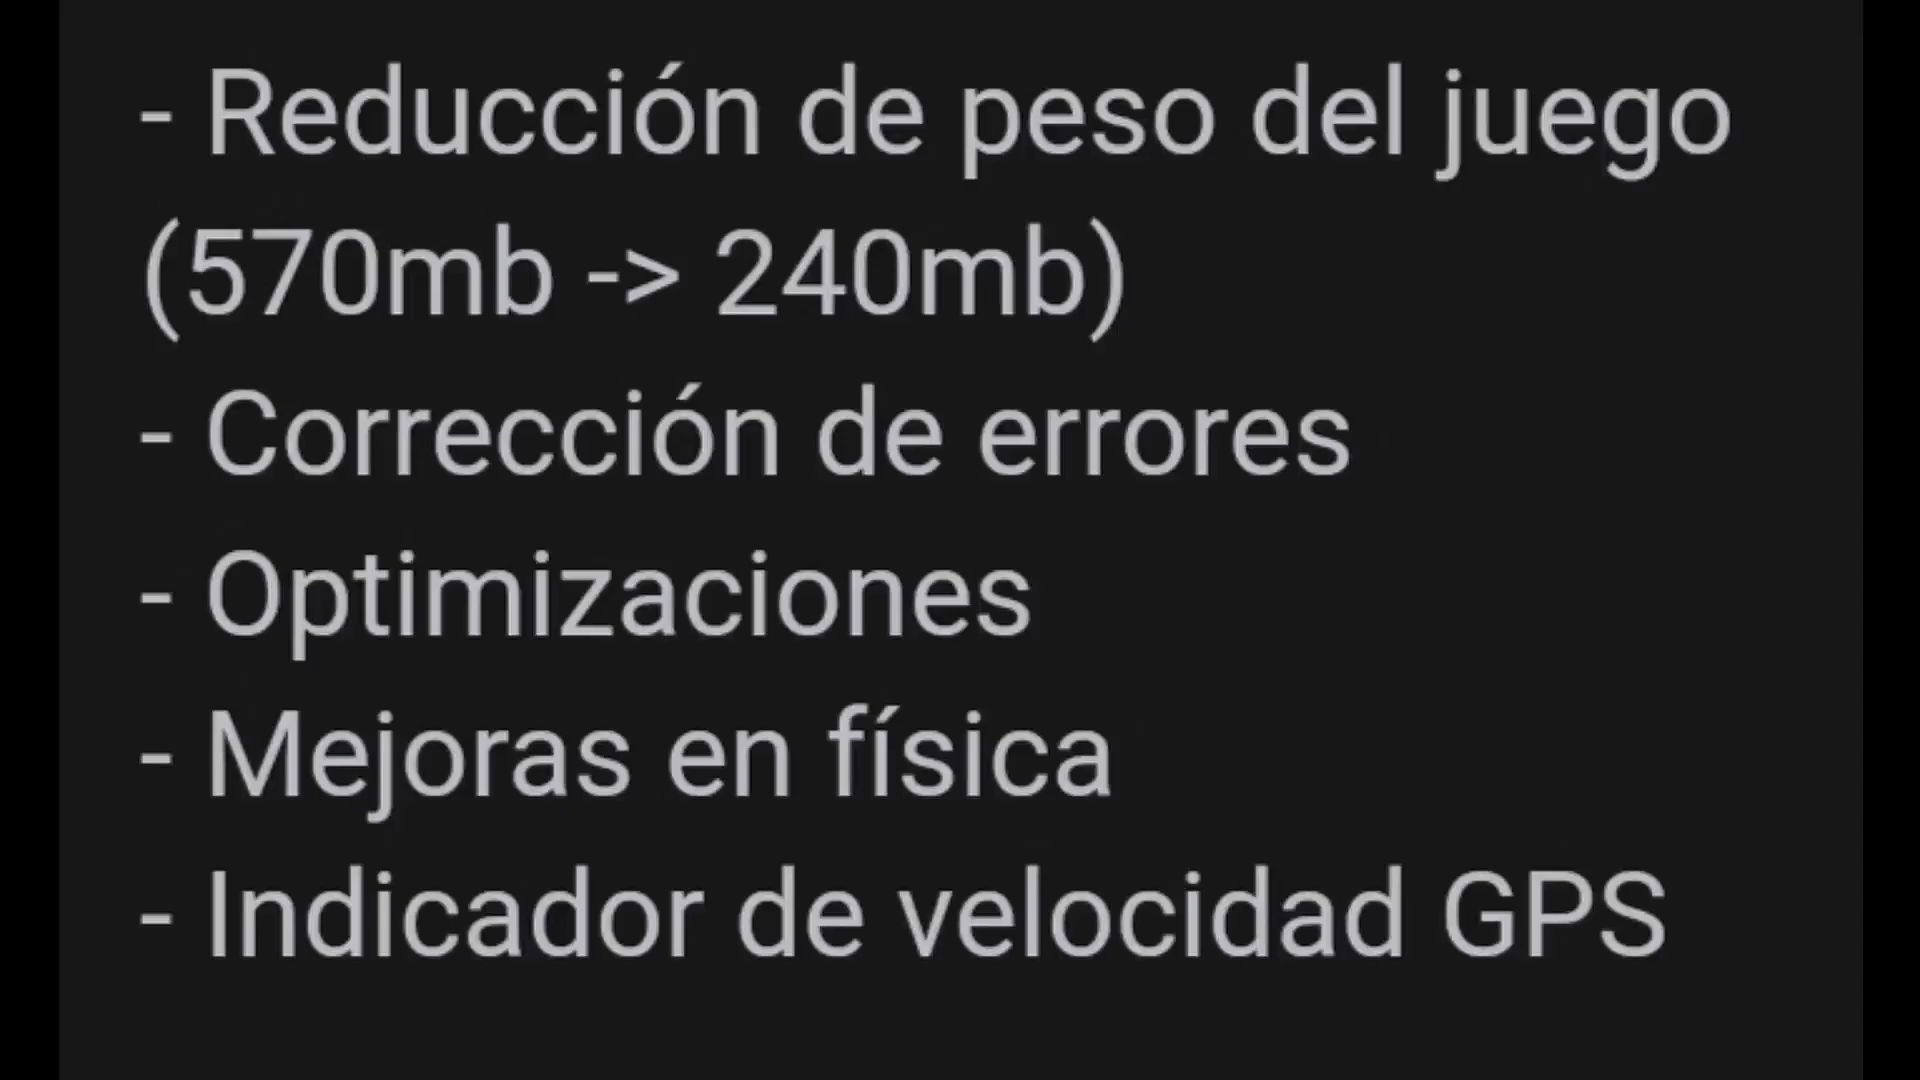 - Reducción de peso del juego
(570mb -> 240mb)
- Corrección de errores
- Optimizaciones
- Mejoras en física
- Indicador de velocidad GPS